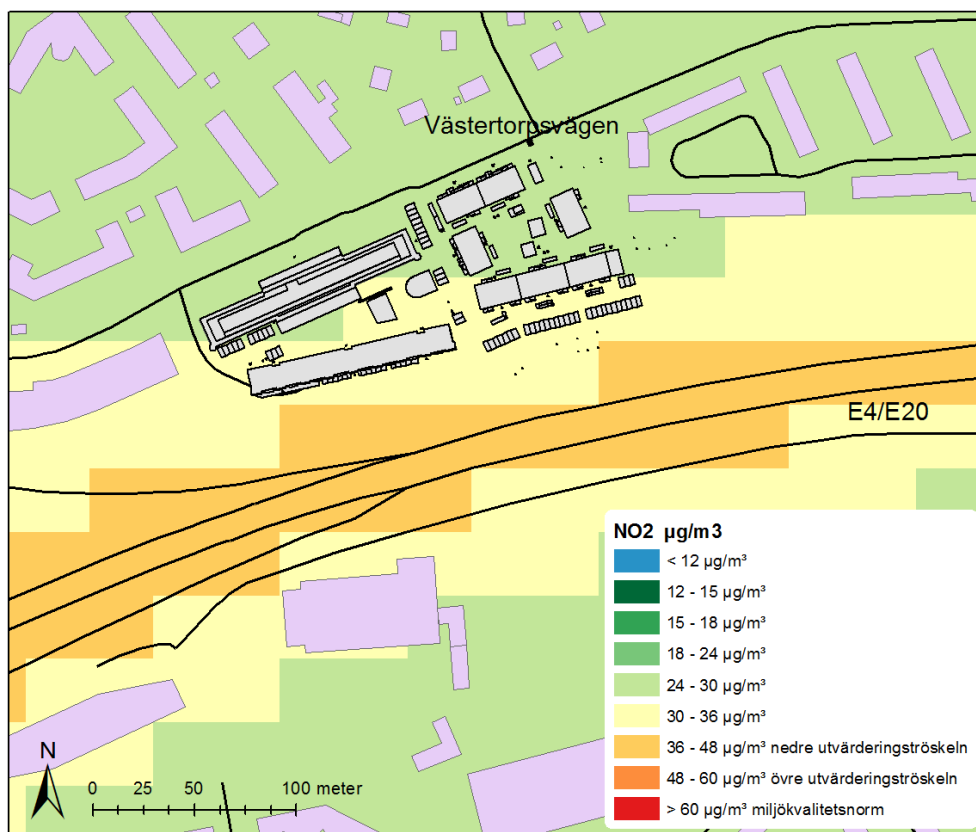 Västertorpsvägen
E4/E20
NO2 µg/m3
< 12 µg/m³
12 - 15 µg/m³
15 - 18 µg/m³
18 - 24 µg/m³
24 - 30 µg/m³
30 - 36 µg/m³
36 - 48 µg/m³ nedre utvärderingströskeln
48 - 60 µg/m³ övre utvärderingströskeln
> 60 µg/m³ miljökvalitetsnorm
N
0 25 50 100 meter